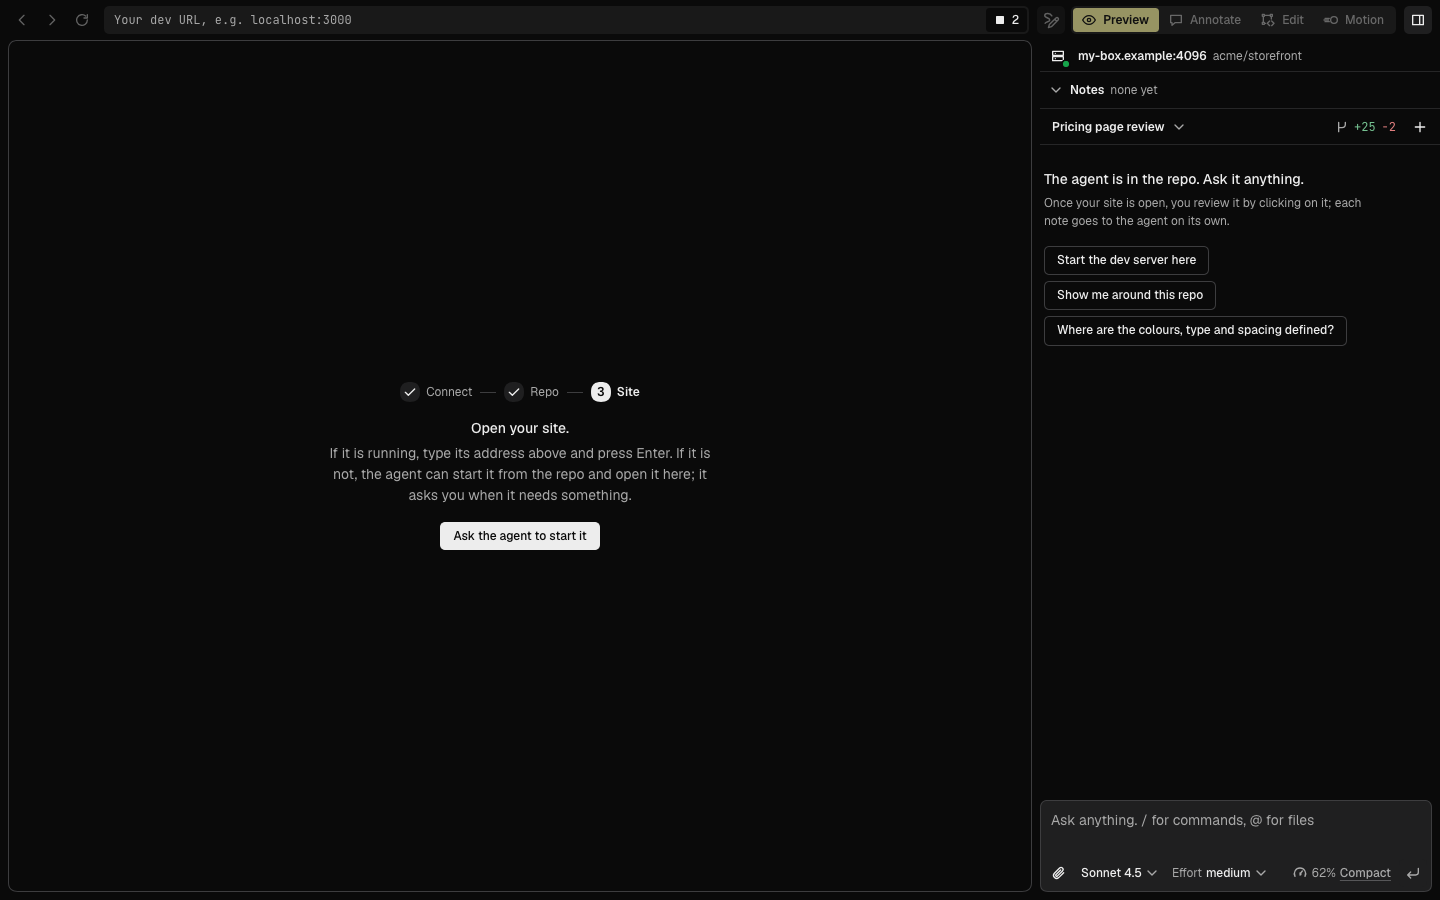 Your dev URL, e.g. localhost:3000
2
Preview
Annotate
Edit
Motion
my-box.example:4096 acme/storefront
Notes none yet
Pricing page review
+25 -2
The agent is in the repo. Ask it anything.
Once your site is open, you review it by clicking on it; each
note goes to the agent on its own.
Start the dev server here
Show me around this repo
Where are the colours, type and spacing defined?
Connect
Repo
3 Site
Open your site.
If it is running, type its address above and press Enter. If it is
not, the agent can start it from the repo and open it here; it
asks you when it needs something.
Ask the agent to start it
Ask anything. / for commands, @ for files
Sonnet 4.5
Effort medium
62% Compact